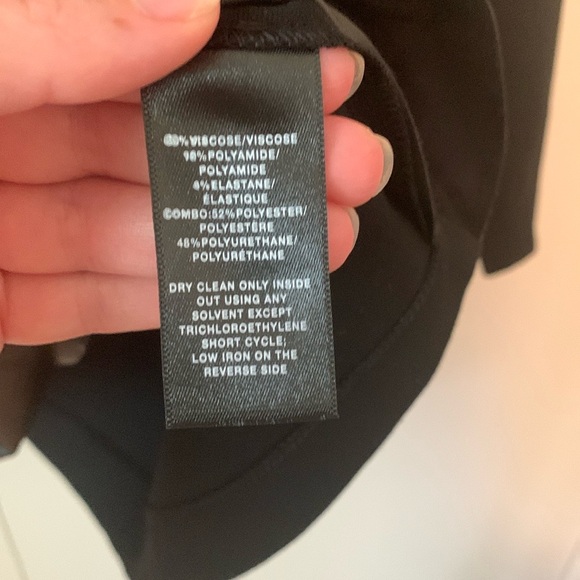 % VISCOSE/VISCOSE
% POLYAMIDE/
POLYAMIDE
4% ELASTANE/
ÉLASTIQUE
COMBO:52% POLYESTER/
POLYESTÈRE
48% POLYURETHANE/
POLYURÉTHANE
DRY CLEAN ONLY INSIDE
OUT USING ANY
SOLVENT EXCEPT
TRICHLOROETHYLENE
SHORT CYCLE;
LOW IRON ON THE
REVERSE SIDE